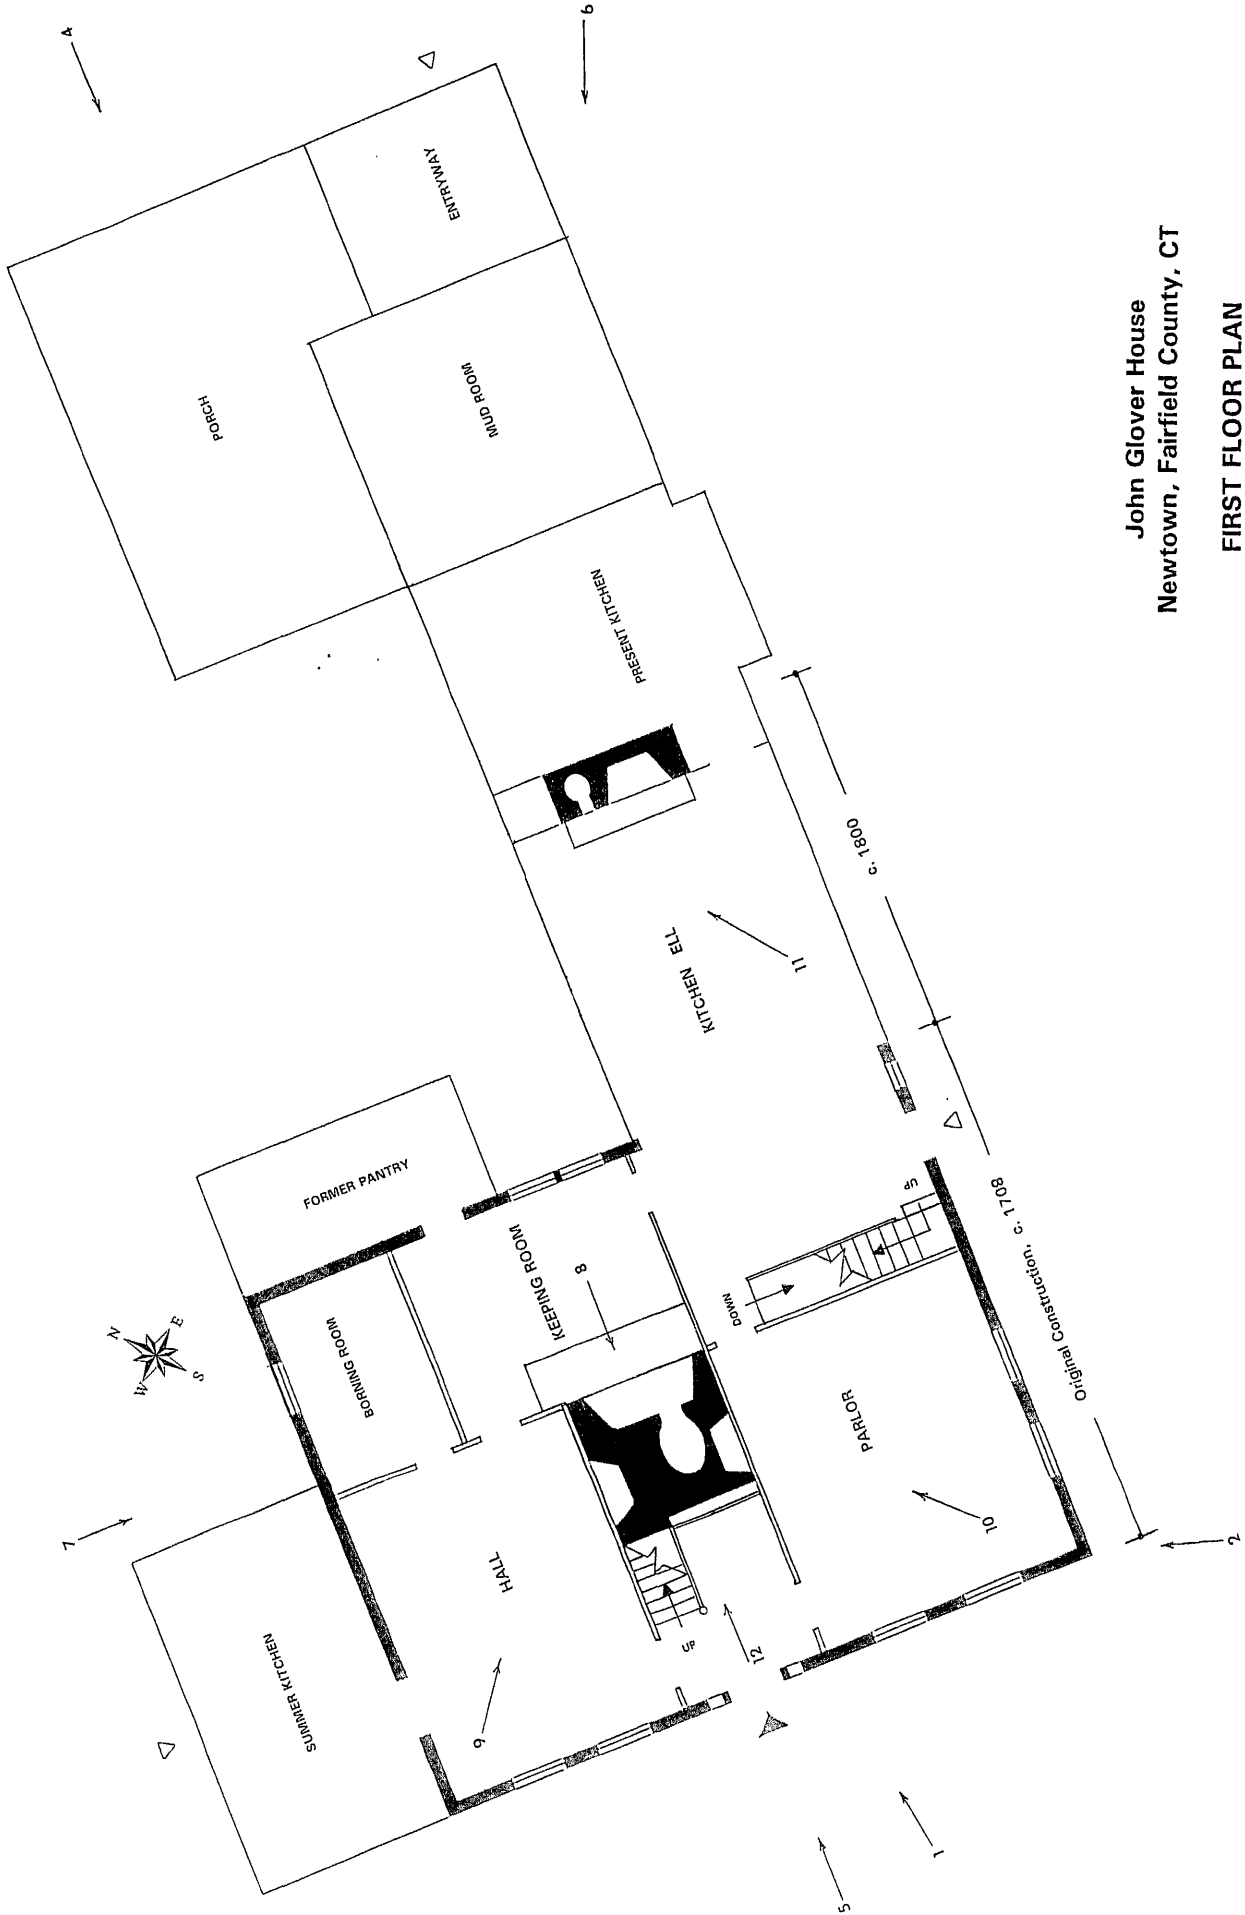 4
6
ENTRYWAY
PORCH
MUD ROOM
PRESENT KITCHEN
c. 1800
KITCHEN ELL
11
FORMER PANTRY
UP
Original Construction, c. 1708
KEEPING ROOM
8
DOWN
N
E
S
W
BORNING ROOM
PARLOR
7
HALL
10
2
SUMMER KITCHEN
UP
12
9
1
5
John Glover House
Newtown, Fairfield County, CT
FIRST FLOOR PLAN